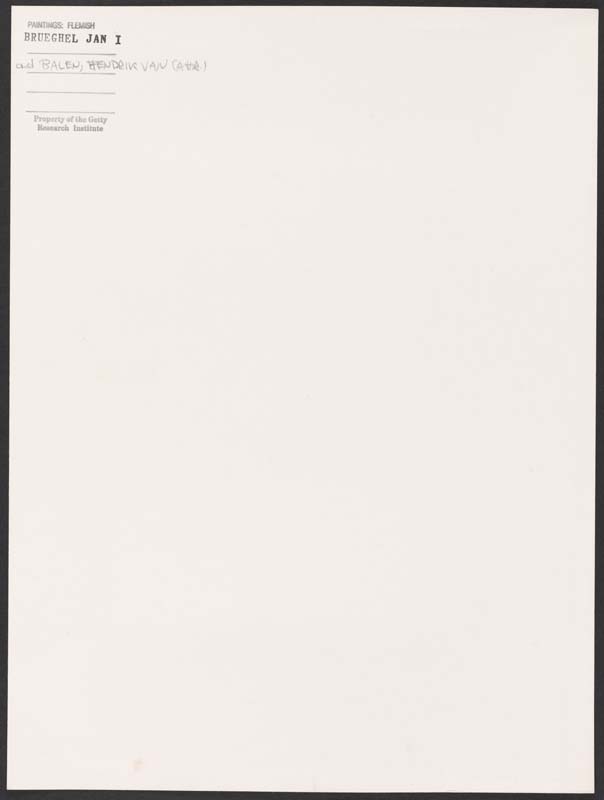 PAINTINGS: FLEMISH
BRUEGHEL JAN I
and BALEN, HENDRIK VAN (Attr.)
Property of the Getty
Research Institute